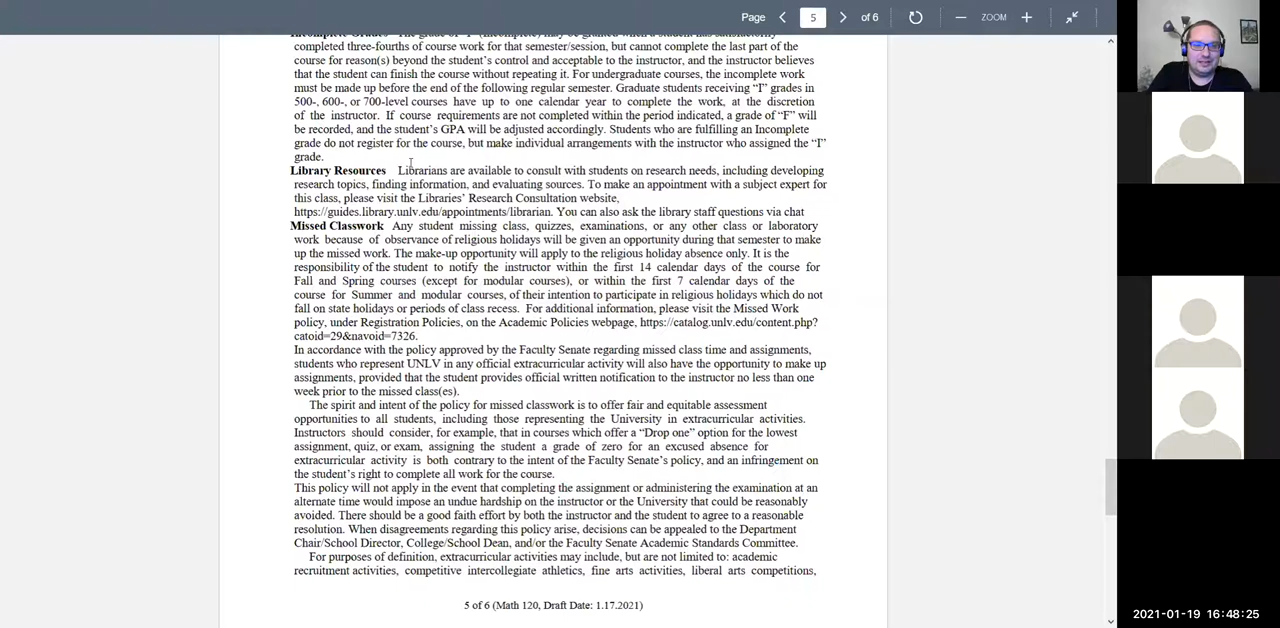 Page 5 of 6 ZOOM
Incomplete Grades The grade of "I" (Incomplete) may be granted when a student has satisfactorily
completed three-fourths of course work for that semester/session, but cannot complete the last part of the
course for reason(s) beyond the student's control and acceptable to the instructor, and the instructor believes
that the student can finish the course without repeating it. For undergraduate courses, the incomplete work
must be made up before the end of the following regular semester. Graduate students receiving "I" grades in
500-, 600-, or 700-level courses have up to one calendar year to complete the work, at the discretion
of the instructor. If course requirements are not completed within the period indicated, a grade of "F" will
be recorded, and the student's GPA will be adjusted accordingly. Students who are fulfilling an Incomplete
grade do not register for the course, but make individual arrangements with the instructor who assigned the "I"
grade.
Library Resources Librarians are available to consult with students on research needs, including developing
research topics, finding information, and evaluating sources. To make an appointment with a subject expert for
this class, please visit the Libraries' Research Consultation website,
https://guides.library.unlv.edu/appointments/librarian. You can also ask the library staff questions via chat
Missed Classwork Any student missing class, quizzes, examinations, or any other class or laboratory
work because of observance of religious holidays will be given an opportunity during that semester to make
up the missed work. The make-up opportunity will apply to the religious holiday absence only. It is the
responsibility of the student to notify the instructor within the first 14 calendar days of the course for
Fall and Spring courses (except for modular courses), or within the first 7 calendar days of the
course for Summer and modular courses, of their intention to participate in religious holidays which do not
fall on state holidays or periods of class recess. For additional information, please visit the Missed Work
policy, under Registration Policies, on the Academic Policies webpage, https://catalog.unlv.edu/content.php?
catoid=29&navoid=7326.
In accordance with the policy approved by the Faculty Senate regarding missed class time and assignments,
students who represent UNLV in any official extracurricular activity will also have the opportunity to make up
assignments, provided that the student provides official written notification to the instructor no less than one
week prior to the missed class(es).
The spirit and intent of the policy for missed classwork is to offer fair and equitable assessment
opportunities to all students, including those representing the University in extracurricular activities.
Instructors should consider, for example, that in courses which offer a "Drop one" option for the lowest
assignment, quiz, or exam, assigning the student a grade of zero for an excused absence for
extracurricular activity is both contrary to the intent of the Faculty Senate's policy, and an infringement on
the student's right to complete all work for the course.
This policy will not apply in the event that completing the assignment or administering the examination at an
alternate time would impose an undue hardship on the instructor or the University that could be reasonably
avoided. There should be a good faith effort by both the instructor and the student to agree to a reasonable
resolution. When disagreements regarding this policy arise, decisions can be appealed to the Department
Chair/School Director, College/School Dean, and/or the Faculty Senate Academic Standards Committee.
For purposes of definition, extracurricular activities may include, but are not limited to: academic
recruitment activities, competitive intercollegiate athletics, fine arts activities, liberal arts competitions,
5 of 6 (Math 120, Draft Date: 1.17.2021)
2021-01-19 16:48:25